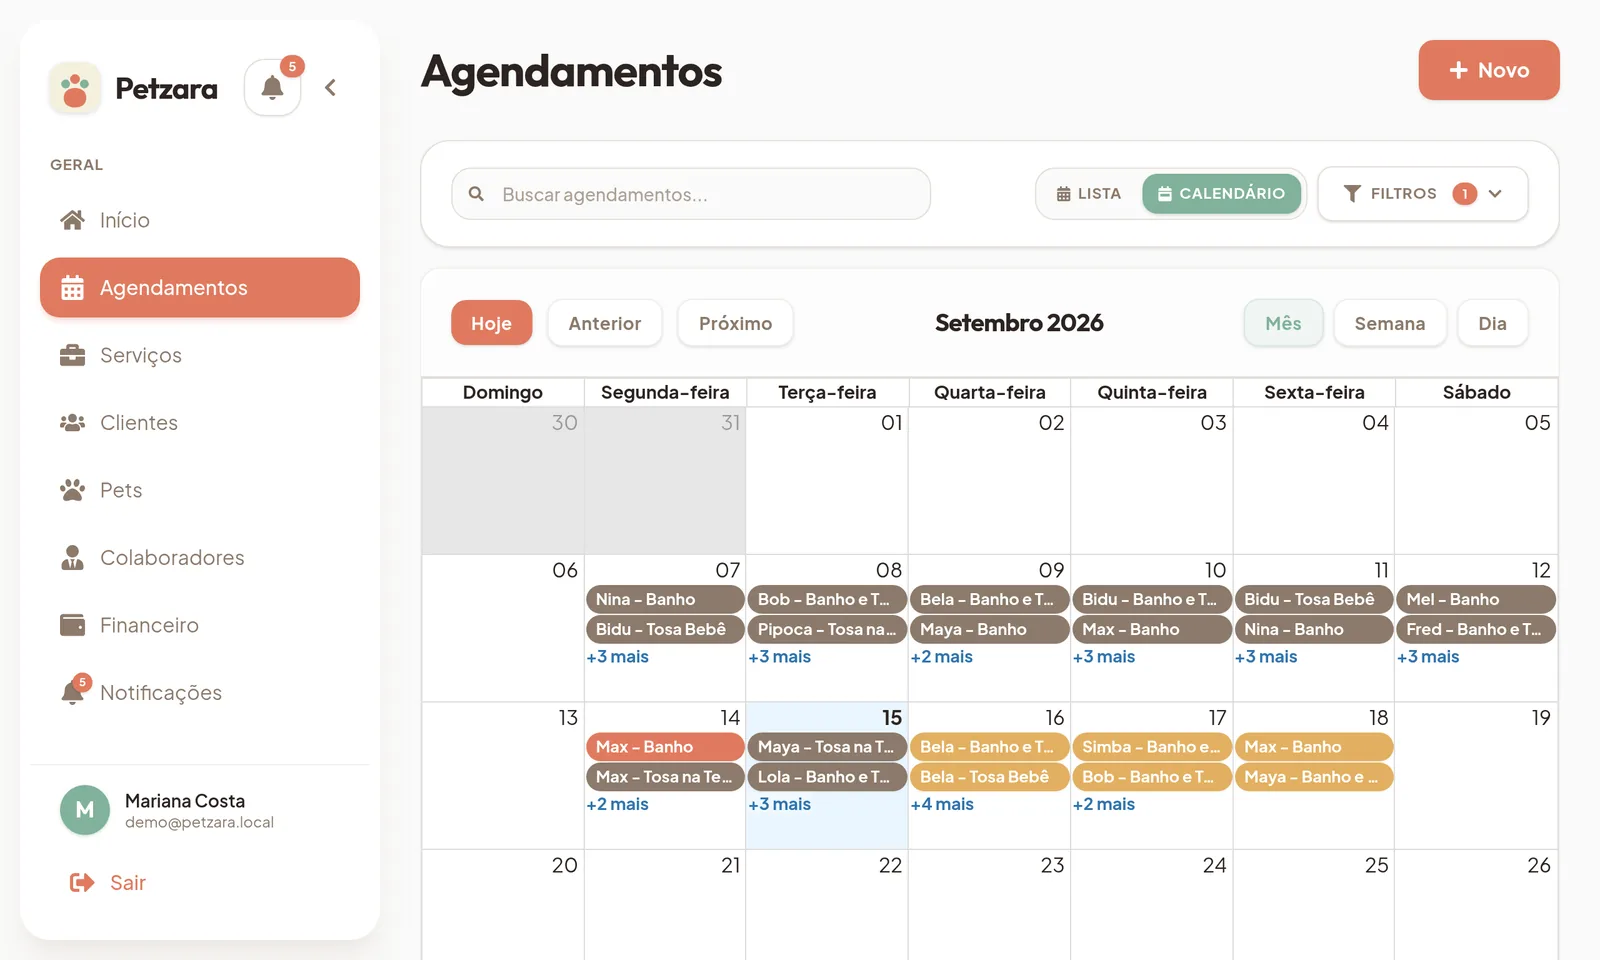 Petzara
5
GERAL
Início
Agendamentos
Serviços
Clientes
Pets
Colaboradores
Financeiro
5
Notificações
M
Mariana Costa
demo@petzara.local
Sair
Agendamentos
+ Novo
Buscar agendamentos...
LISTA
CALENDÁRIO
FILTROS 1
Hoje
Anterior
Próximo
Setembro 2026
Mês
Semana
Dia
Domingo Segunda-feira Terça-feira Quarta-feira Quinta-feira Sexta-feira Sábado
30 31 01 02 03 04 05
06 07 08 09 10 11 12
Nina - Banho Bob - Banho e T... Bela - Banho e T... Bidu - Banho e T... Bidu - Tosa Bebê Mel - Banho
Bidu - Tosa Bebê Pipoca - Tosa na... Maya - Banho Max - Banho Nina - Banho Fred - Banho e T...
+3 mais +3 mais +2 mais +3 mais +3 mais +3 mais
13 14 15 16 17 18 19
Max - Banho Maya - Tosa na T... Bela - Banho e T... Simba - Banho e... Max - Banho
Max - Tosa na Te... Lola - Banho e T... Bela - Tosa Bebê Bob - Banho e T... Maya - Banho e ...
+2 mais +3 mais +4 mais +2 mais
20 21 22 23 24 25 26